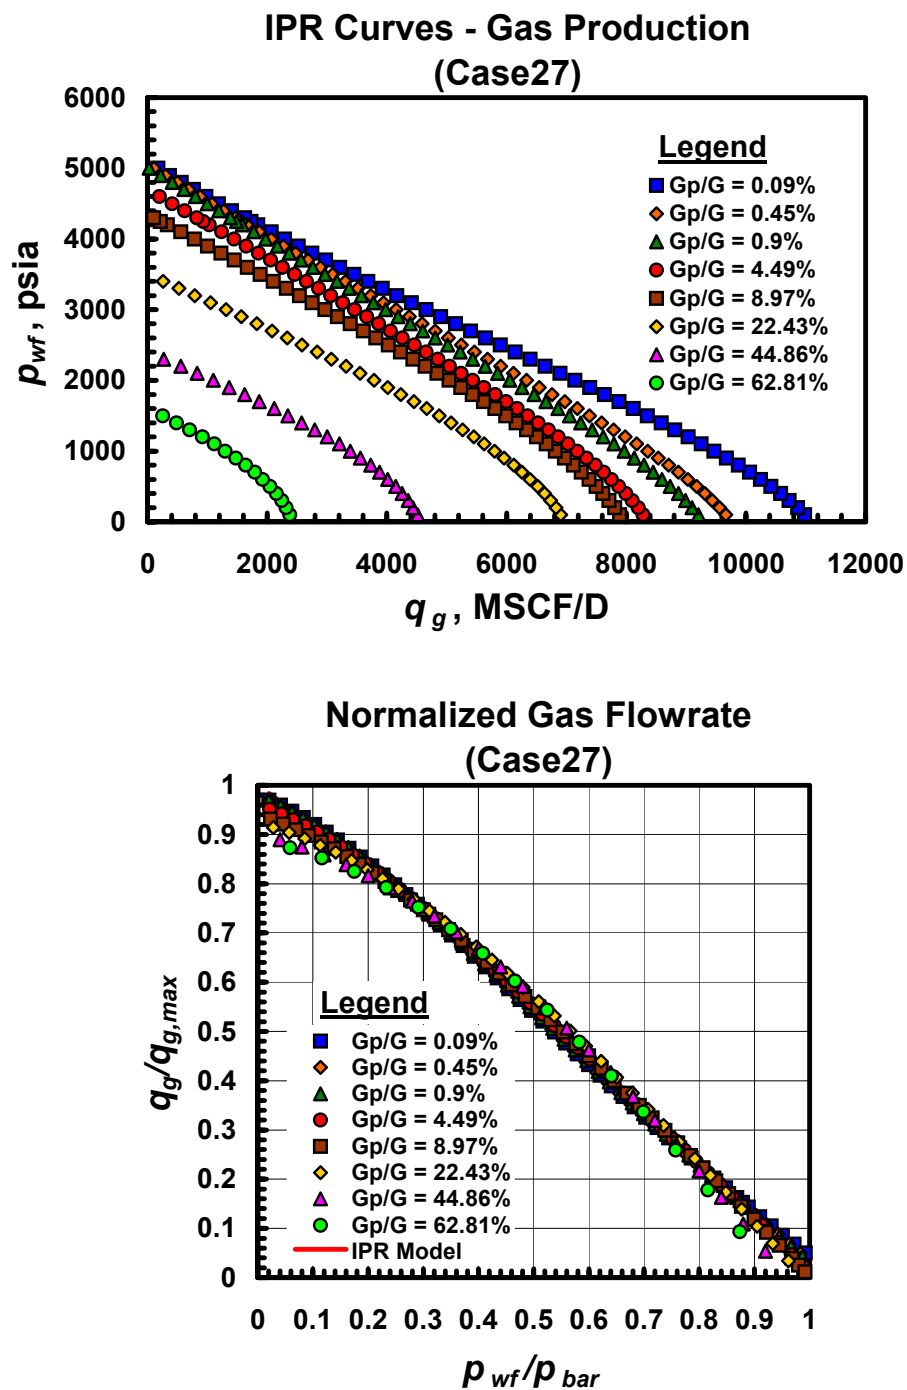 IPR Curves - Gas Production
(Case27)
6000
5000
4000
3000
2000
1000
0
p wf , psia
Legend
Gp/G = 0.09%
Gp/G = 0.45%
Gp/G = 0.9%
Gp/G = 4.49%
Gp/G = 8.97%
Gp/G = 22.43%
Gp/G = 44.86%
Gp/G = 62.81%
0 2000 4000 6000 8000 10000 12000
q g , MSCF/D
Normalized Gas Flowrate
(Case27)
1
0.9
0.8
0.7
0.6
0.5
0.4
0.3
0.2
0.1
0
q g/q g,max
Legend
Gp/G = 0.09%
Gp/G = 0.45%
Gp/G = 0.9%
Gp/G = 4.49%
Gp/G = 8.97%
Gp/G = 22.43%
Gp/G = 44.86%
Gp/G = 62.81%
IPR Model
0 0.1 0.2 0.3 0.4 0.5 0.6 0.7 0.8 0.9 1
p wf /p bar